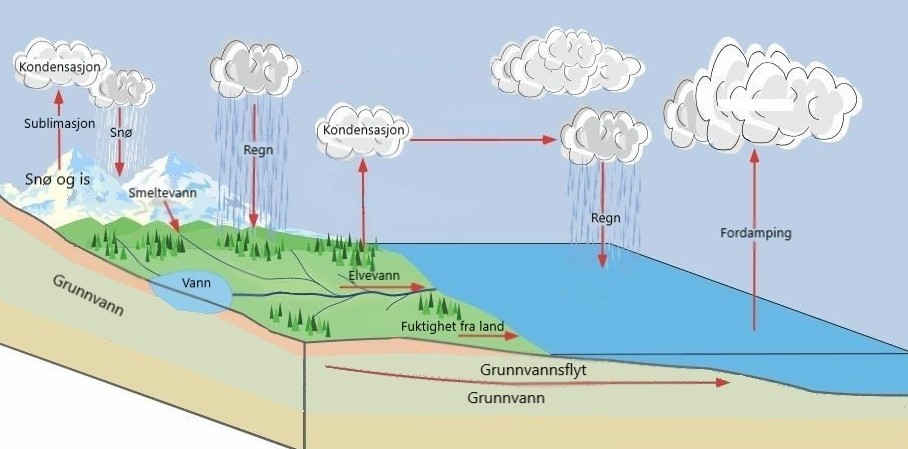 Kondensasjon
Sublimasjon
Snø
Snø og is
Smeltevann
Regn
Kondensasjon
Regn
Fordamping
Vann
Elvevann
Grunnvann
Fuktighet fra land
Grunnvannsflyt
Grunnvann